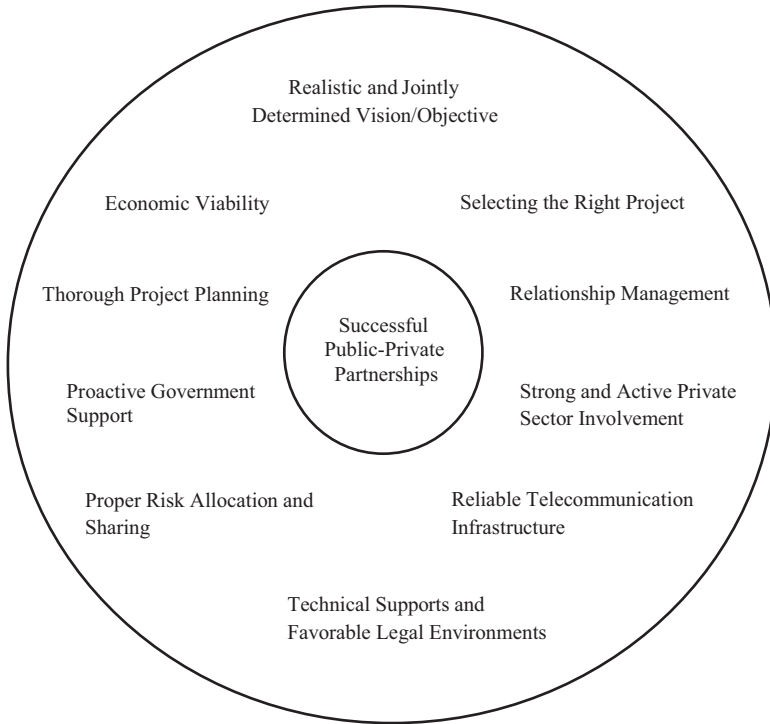 Realistic and Jointly
Determined Vision/Objective
Economic Viability
Selecting the Right Project
Thorough Project Planning
Relationship Management
Successful
Public-Private
Partnerships
Proactive Government
Support
Strong and Active Private
Sector Involvement
Proper Risk Allocation and
Sharing
Reliable Telecommunication
Infrastructure
Technical Supports and
Favorable Legal Environments